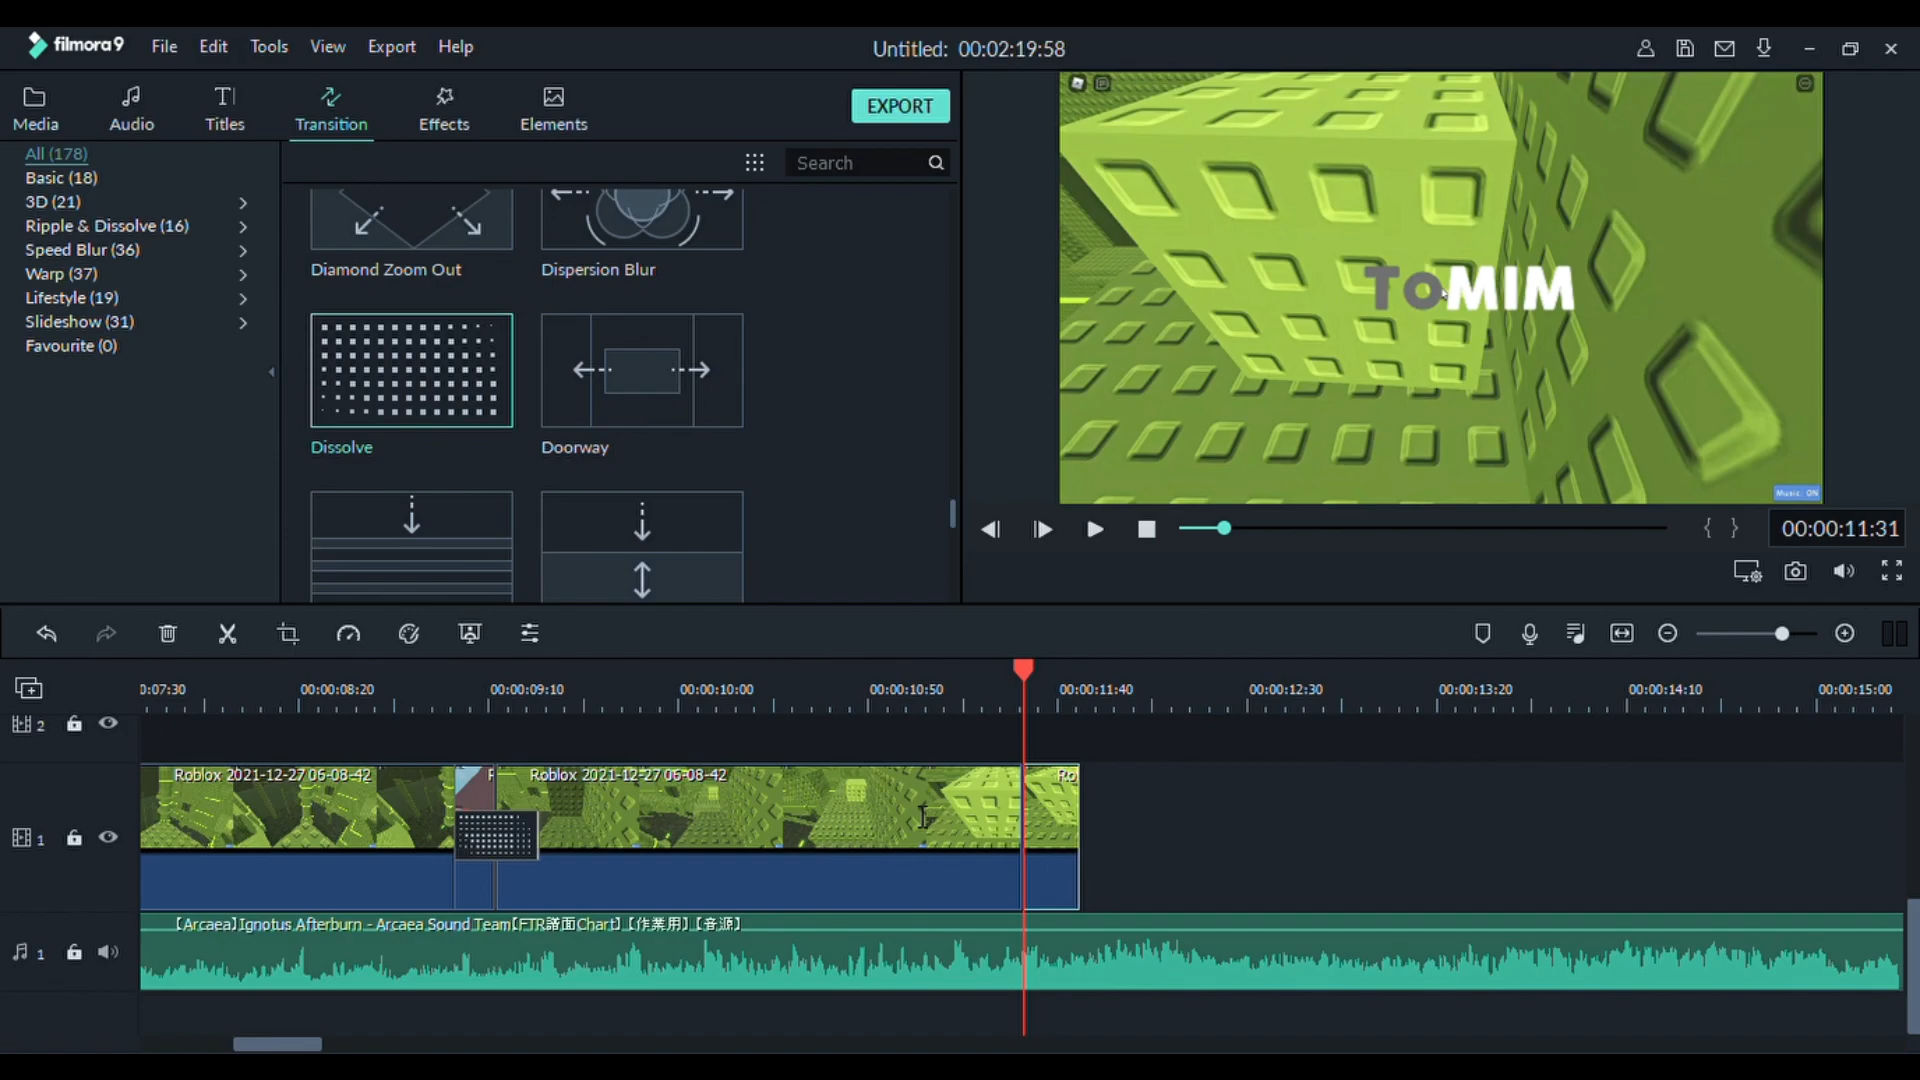 filmora9 File Edit Tools View Export Help
Untitled: 00:02:19:58
Media Audio Titles Transition Effects Elements
EXPORT
All (178)
Basic (18)
3D (21)
Ripple & Dissolve (16)
Speed Blur (36)
Warp (37)
Lifestyle (19)
Slideshow (31)
Favourite (0)
Search
Diamond Zoom Out
Dispersion Blur
Dissolve
Doorway
ToMIM
Music: ON
00:00:11:31
0:07:30 00:00:08:20 00:00:09:10 00:00:10:00 00:00:10:50 00:00:11:40 00:00:12:30 00:00:13:20 00:00:14:10 00:00:15:00
2
Roblox 2021-12-27 06-08-42
Roblox 2021-12-27 06-08-42
Ro
1
【Arcaea】Ignotus Afterburn - Arcaea Sound Team【FTR譜面Chart】【作業用】【音源】
1